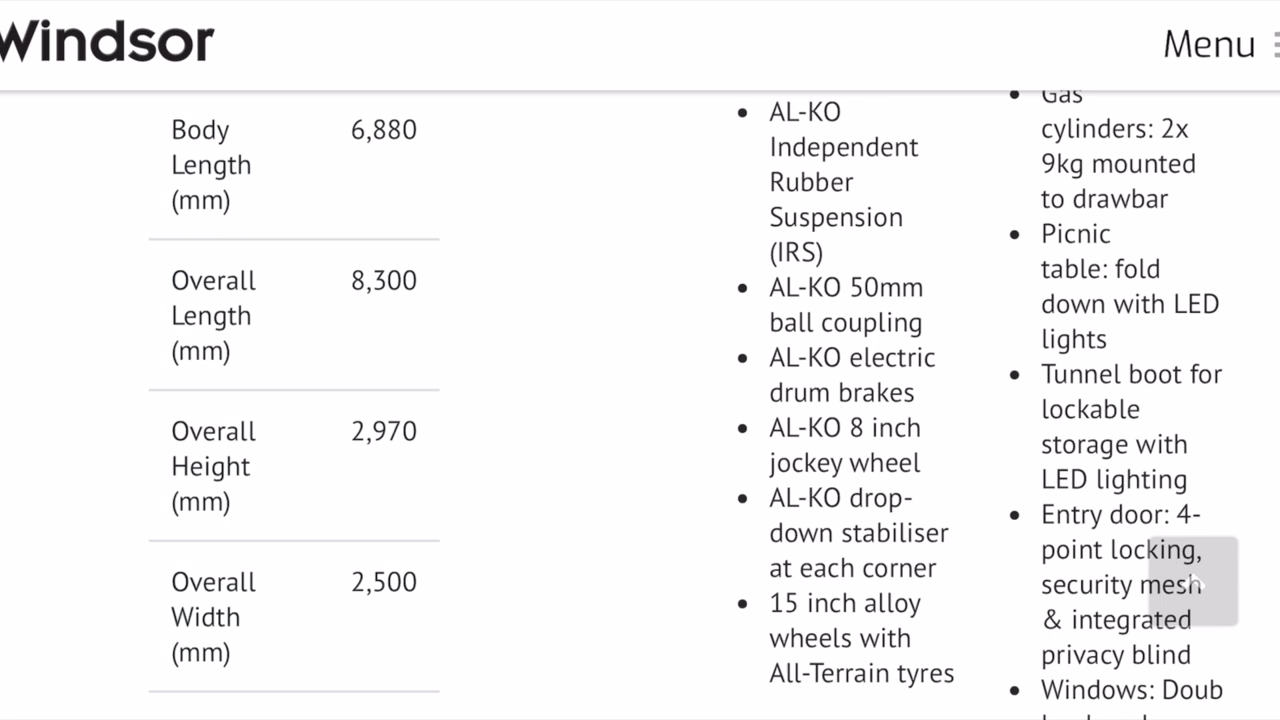 Windsor
Menu
Body 6,880
Length
(mm)
Overall 8,300
Length
(mm)
Overall 2,970
Height
(mm)
Overall 2,500
Width
(mm)
AL-KO
Independent
Rubber
Suspension
(IRS)
AL-KO 50mm
ball coupling
AL-KO electric
drum brakes
AL-KO 8 inch
jockey wheel
AL-KO drop-
down stabiliser
at each corner
15 inch alloy
wheels with
All-Terrain tyres
Gas
cylinders: 2x
9kg mounted
to drawbar
Picnic
table: fold
down with LED
lights
Tunnel boot for
lockable
storage with
LED lighting
Entry door: 4-
point locking,
security mesh
& integrated
privacy blind
Windows: Doub